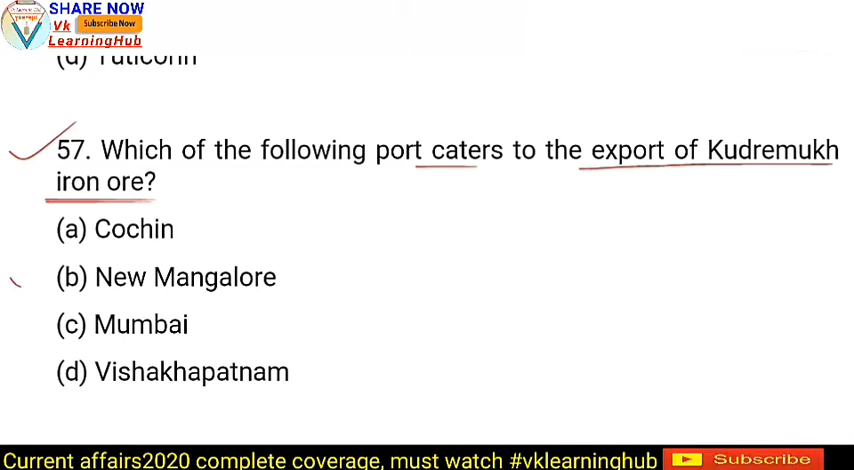 SHARE NOW
Vk Subscribe Now
LearningHub
(d) Tuticorin
57. Which of the following port caters to the export of Kudremukh
iron ore?
(a) Cochin
(b) New Mangalore
(c) Mumbai
(d) Vishakhapatnam
Current affairs2020 complete coverage, must watch #vklearninghub Subscribe